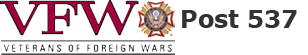 VFW Post 537
VETERANS OF FOREIGN WARS